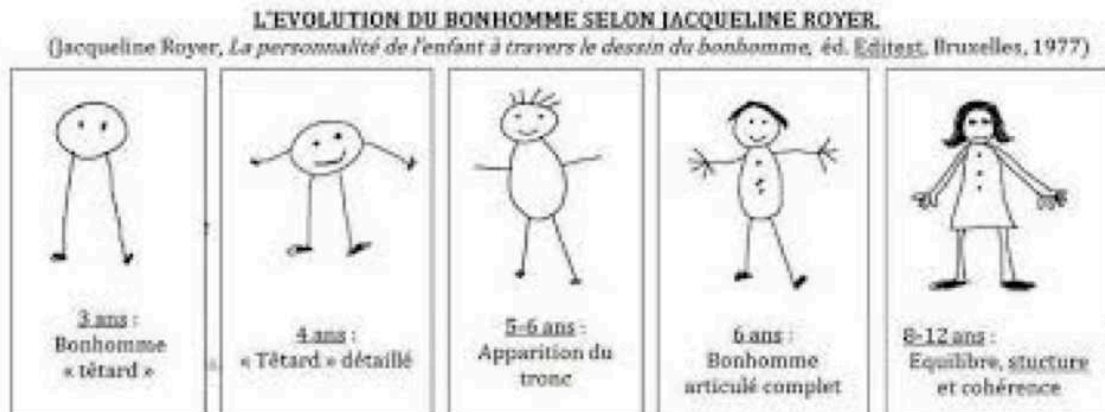 L'EVOLUTION DU BONHOMME SELON JACQUELINE ROYER.
(Jacqueline Royer, La personnalité de l'enfant à travers le dessin du bonhomme, éd. Editest, Bruxelles, 1977)
3 ans :
Bonhomme
« têtard »
4 ans :
« Têtard » détaillé
5-6 ans :
Apparition du
tronc
6 ans :
Bonhomme
articulé complet
8-12 ans :
Equilibre, stucture
et cohérence